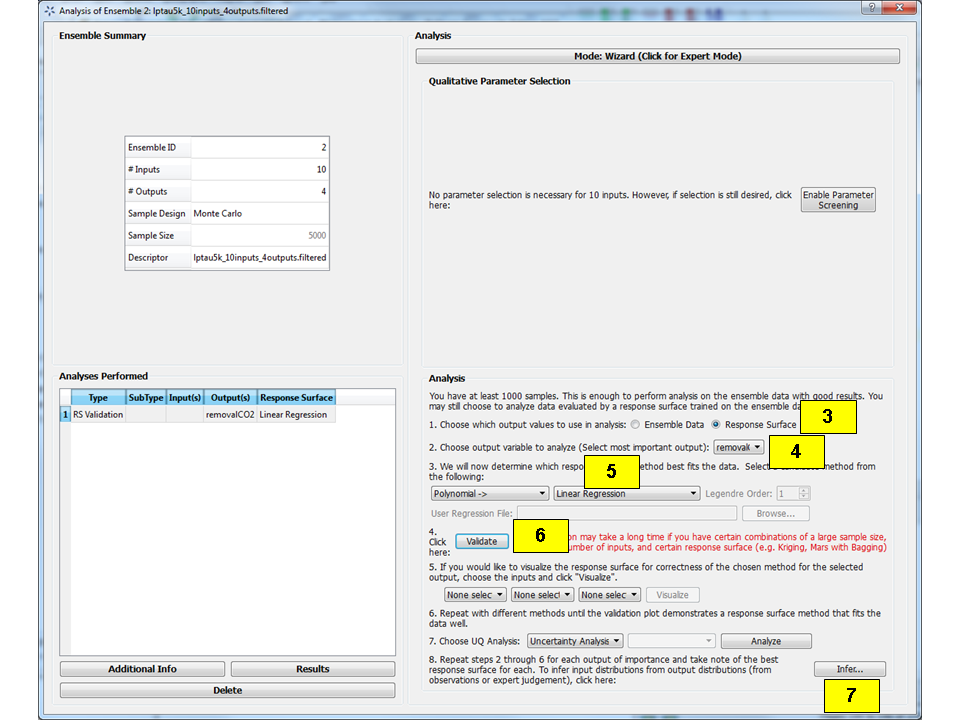 Analysis of Ensemble 2: lptau5k_10inputs_4outputs.filtered
Ensemble Summary
Ensemble ID 2
# Inputs 10
# Outputs 4
Sample Design Monte Carlo
Sample Size 5000
Descriptor lptau5k_10inputs_4outputs.filtered
Analyses Performed
Type SubType Input(s) Output(s) Response Surface
1 RS Validation removalCO2 Linear Regression
Additional Info Results
Delete
Analysis
Mode: Wizard (Click for Expert Mode)
Qualitative Parameter Selection
No parameter selection is necessary for 10 inputs. However, if selection is still desired, click
here:
Enable Parameter
Screening
Analysis
You have at least 1000 samples. This is enough to perform analysis on the ensemble data with good results. You
may still choose to analyze data evaluated by a response surface trained on the ensemble
1. Choose which output values to use in analysis: Ensemble Data Response Surface
3
2. Choose output variable to analyze (Select most important output): removal
4
3. We will now determine which method best fits the data. Select method from
the following:
5
Polynomial -> Linear Regression Legendre Order: 1
User Regression File: Browse...
4.
Click
here:
Validate
6
may take a long time if you have certain combinations of a large sample size,
of inputs, and certain response surface (e.g. Kriging, Mars with Bagging)
5. If you would like to visualize the response surface for correctness of the chosen method for the selected
output, choose the inputs and click "Visualize".
None selec None select None selec Visualize
6. Repeat with different methods until the validation plot demonstrates a response surface method that fits the
data well.
7. Choose UQ Analysis: Uncertainty Analysis Analyze
8. Repeat steps 2 through 6 for each output of importance and take note of the best
response surface for each. To infer input distributions from output distributions (from
observations or expert judgement), click here:
Infer...
7